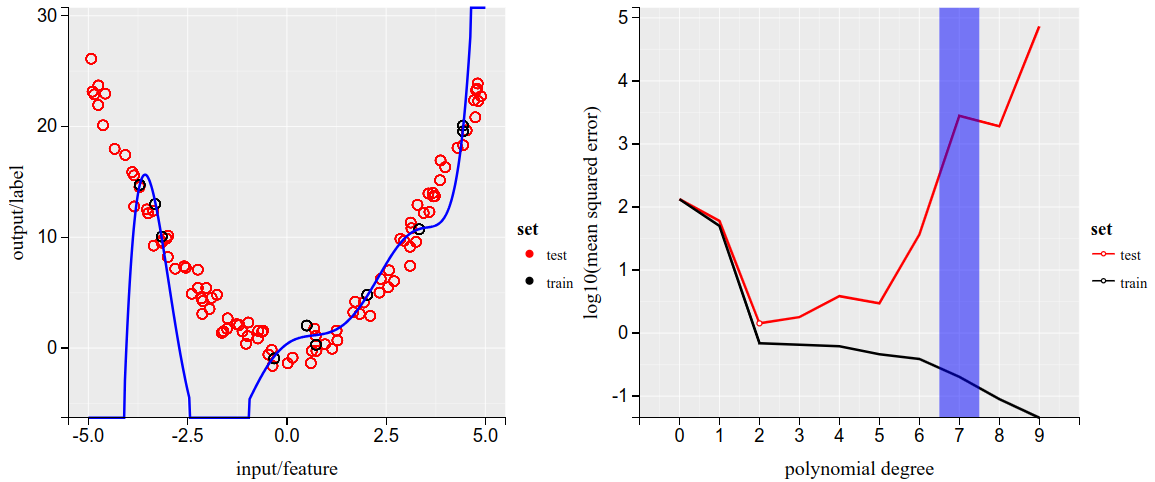 30
20
10
0
-5.0 -2.5 0.0 2.5 5.0
input/feature
output/label
set
test
train
5
4
3
2
1
0
-1
0 1 2 3 4 5 6 7 8 9
polynomial degree
log10(mean squared error)
set
test
train